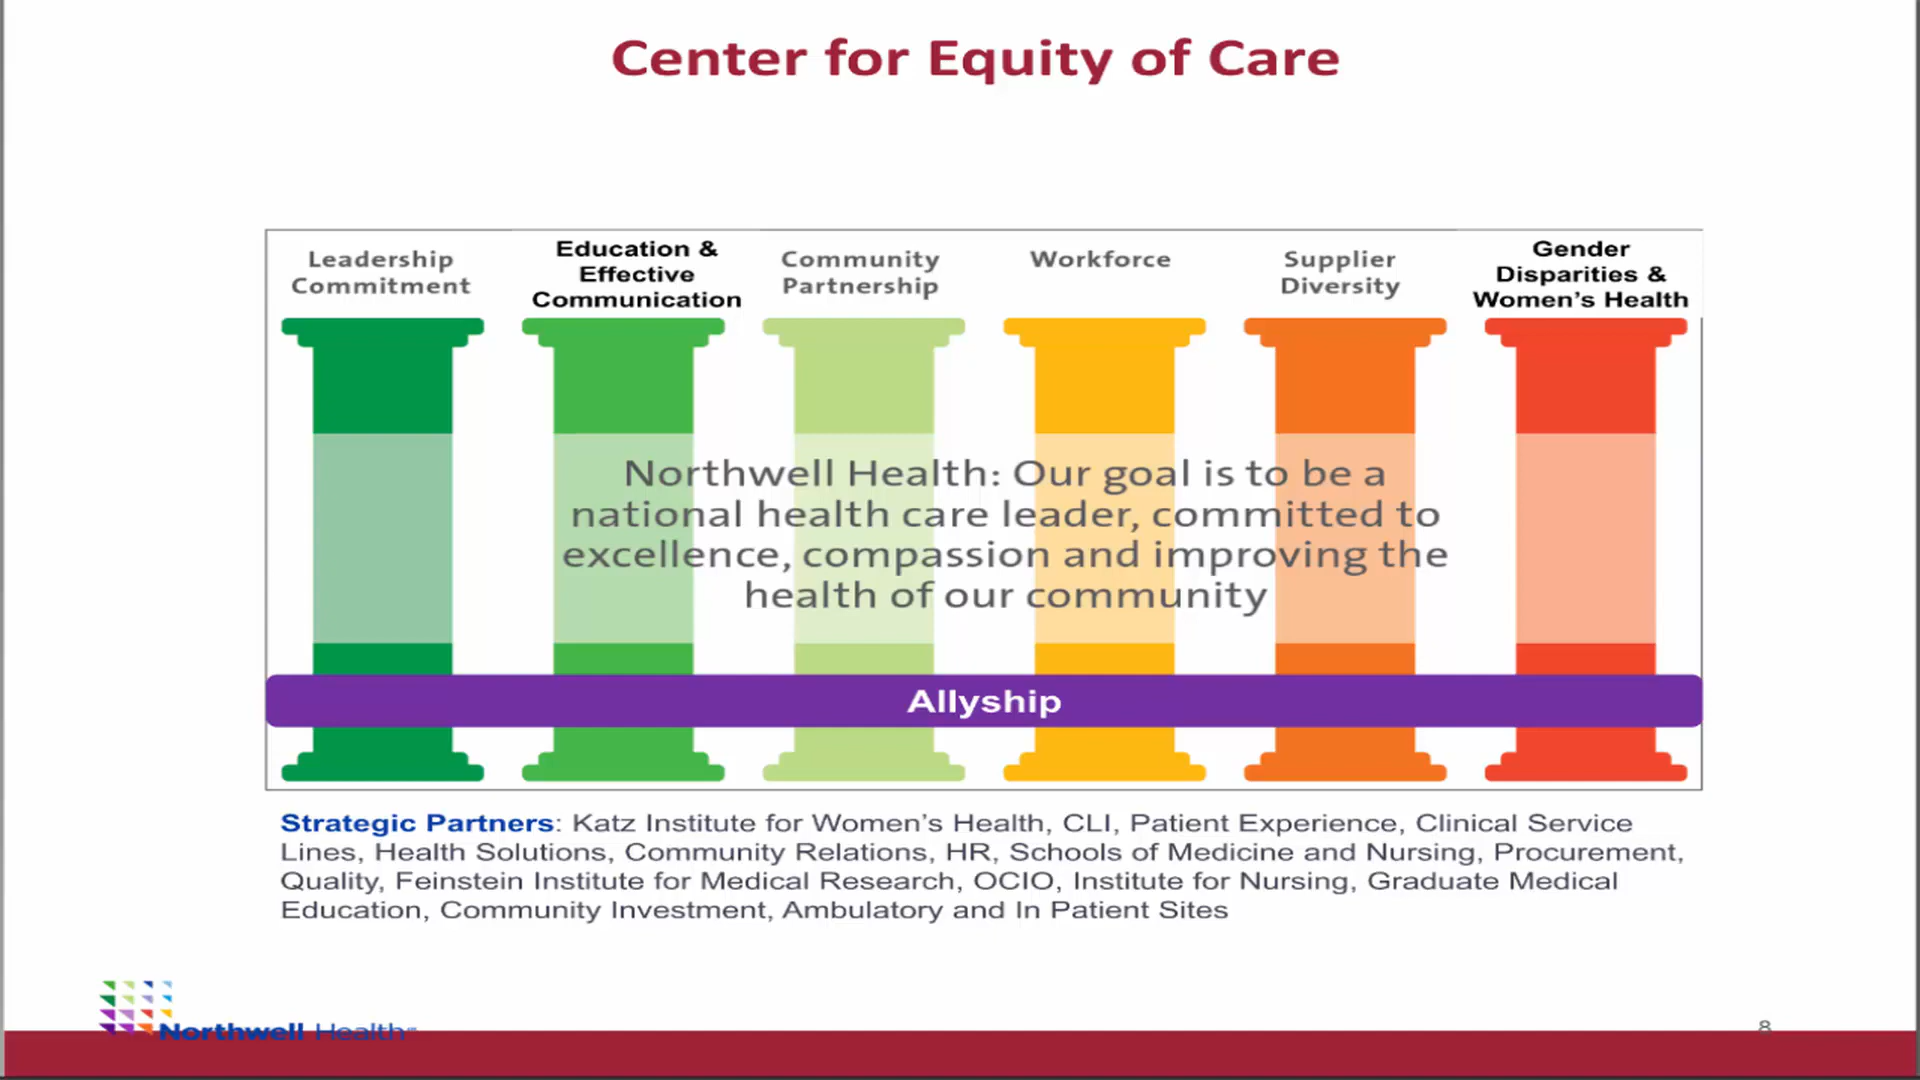 Center for Equity of Care
Leadership
Commitment
Education &
Effective
Communication
Community
Partnership
Workforce
Supplier
Diversity
Gender
Disparities &
Women's Health
Northwell Health: Our goal is to be a
national health care leader, committed to
excellence, compassion and improving the
health of our community
Allyship
Strategic Partners: Katz Institute for Women's Health, CLI, Patient Experience, Clinical Service
Lines, Health Solutions, Community Relations, HR, Schools of Medicine and Nursing, Procurement,
Quality, Feinstein Institute for Medical Research, OCIO, Institute for Nursing, Graduate Medical
Education, Community Investment, Ambulatory and In Patient Sites
Northwell Health
8